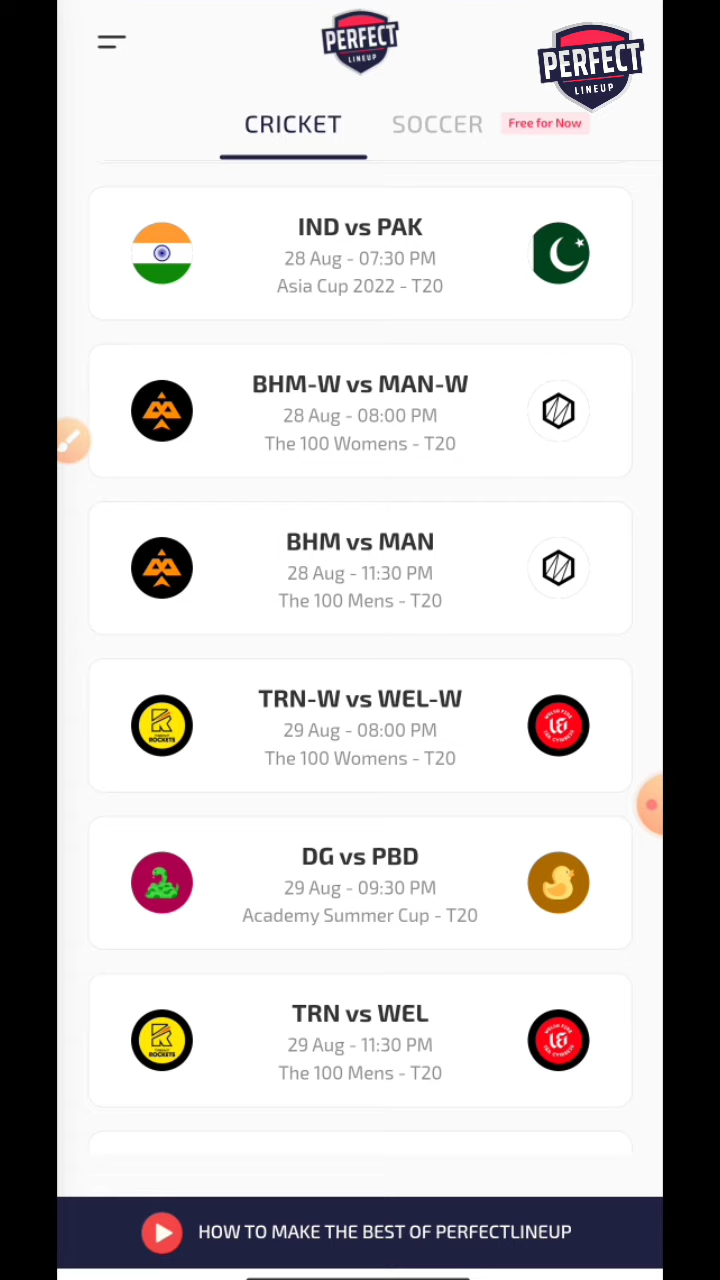 PERFECT
LINEUP
PERFECT
LINEUP
CRICKET
SOCCER
Free for Now
IND vs PAK
28 Aug - 07:30 PM
Asia Cup 2022 - T20
BHM-W vs MAN-W
28 Aug - 08:00 PM
The 100 Womens - T20
BHM vs MAN
28 Aug - 11:30 PM
The 100 Mens - T20
TRN-W vs WEL-W
29 Aug - 08:00 PM
The 100 Womens - T20
ROCKETS
DG vs PBD
29 Aug - 09:30 PM
Academy Summer Cup - T20
TRN vs WEL
29 Aug - 11:30 PM
The 100 Mens - T20
ROCKETS
HOW TO MAKE THE BEST OF PERFECTLINEUP